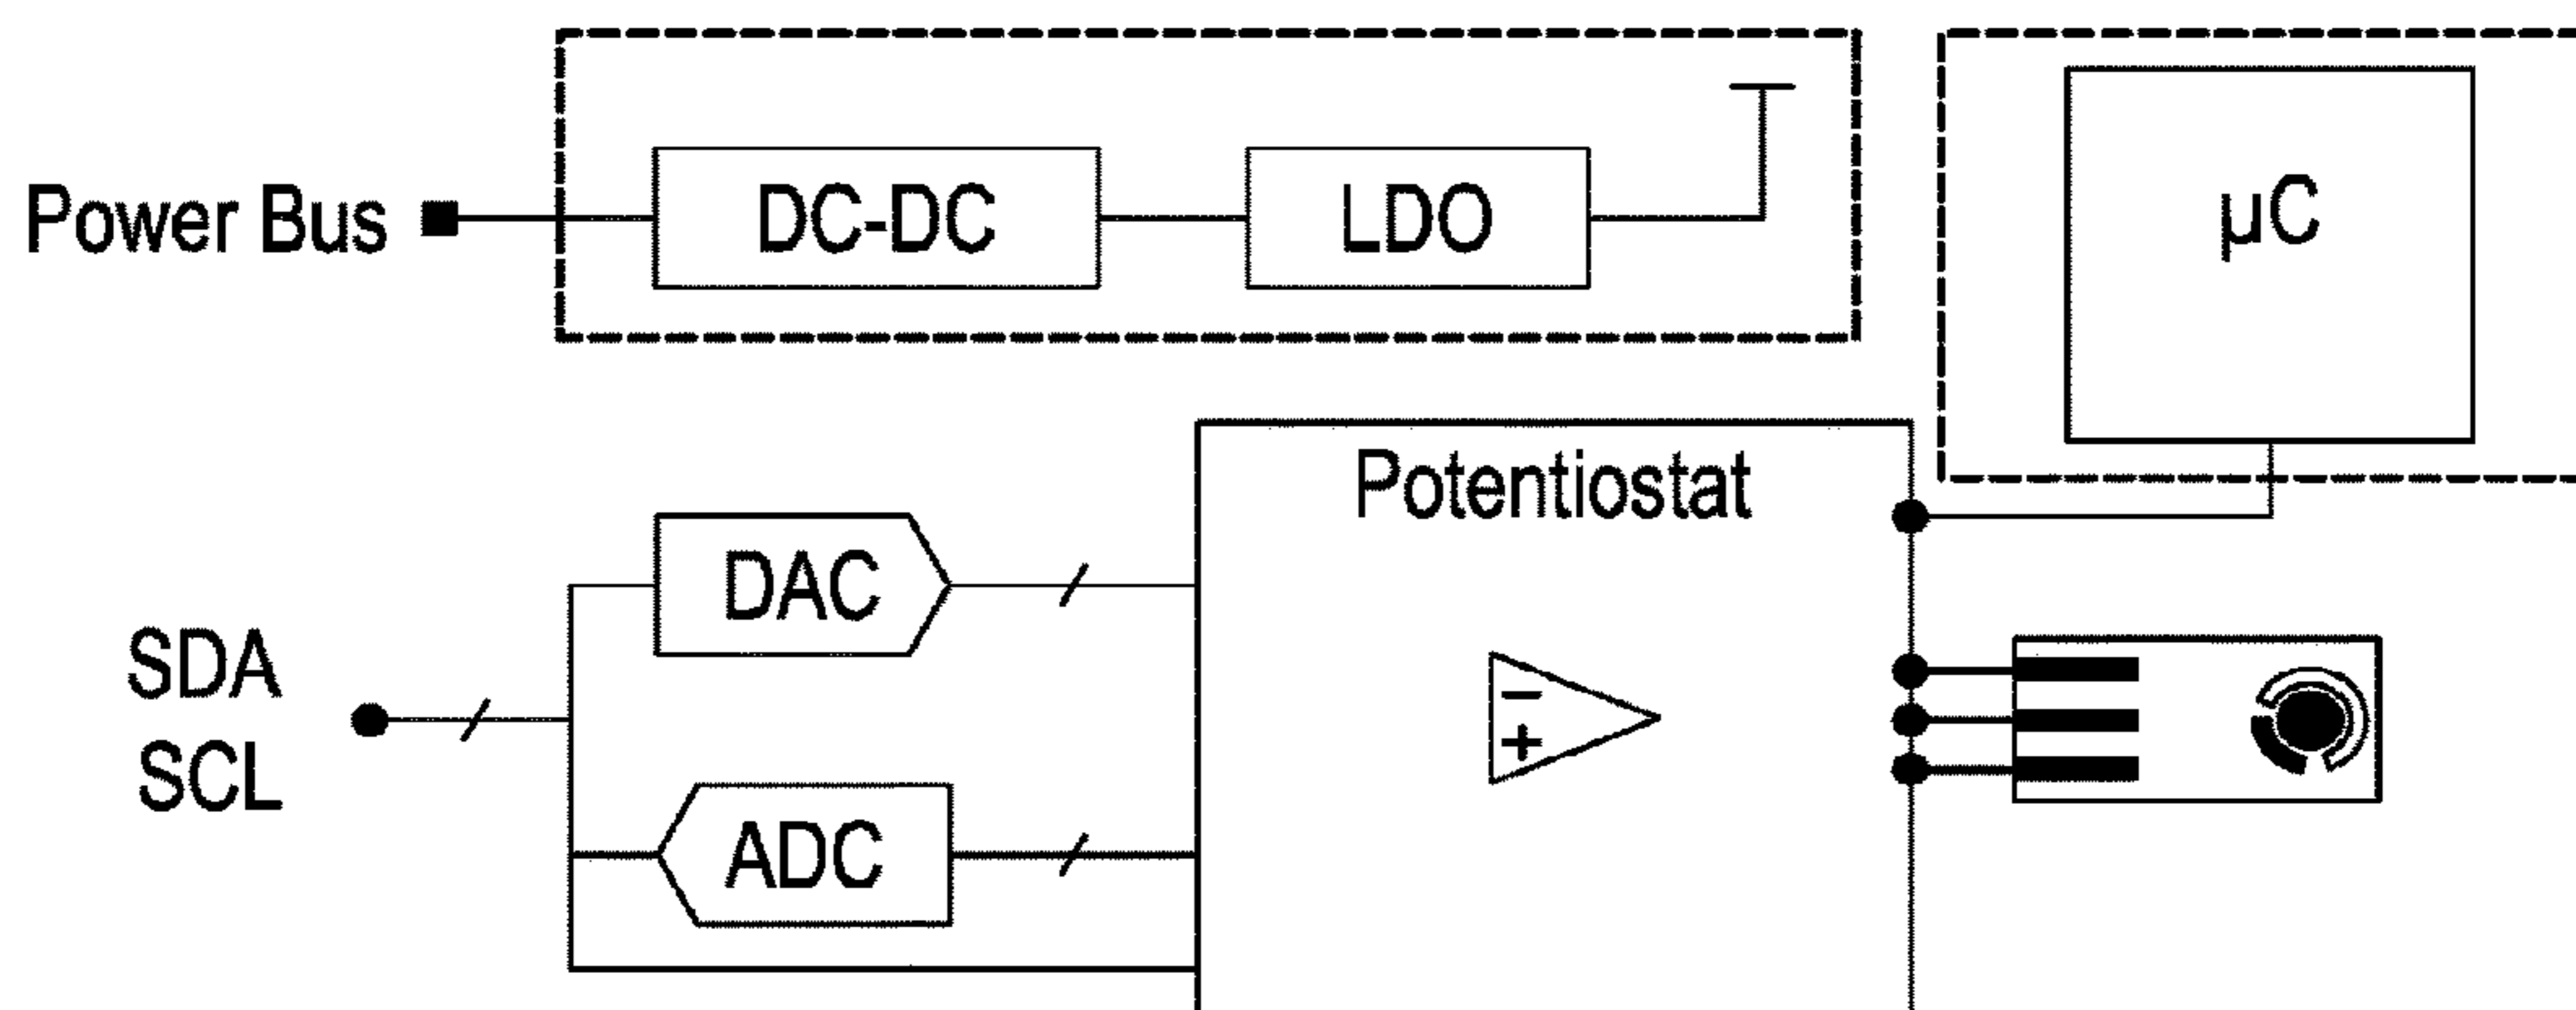 Power Bus
DC-DC
LDO
µC
Potentiostat
DAC
SDA
SCL
ADC